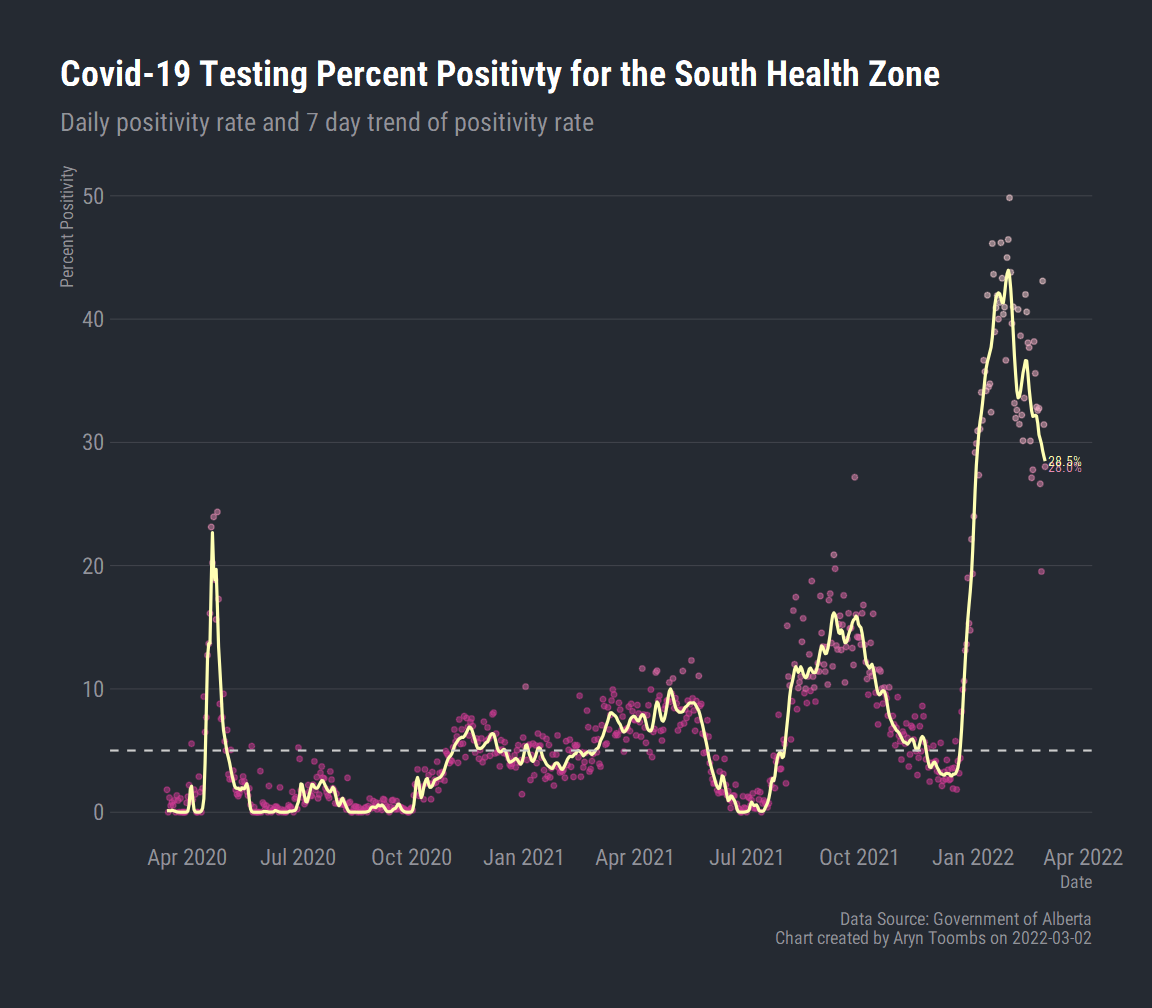 Covid-19 Testing Percent Positivty for the South Health Zone
Daily positivity rate and 7 day trend of positivity rate
Percent Positivity
50
40
30
20
10
0
28.5%
28.0%
Apr 2020 Jul 2020 Oct 2020 Jan 2021 Apr 2021 Jul 2021 Oct 2021 Jan 2022 Apr 2022
Date
Data Source: Government of Alberta
Chart created by Aryn Toombs on 2022-03-02